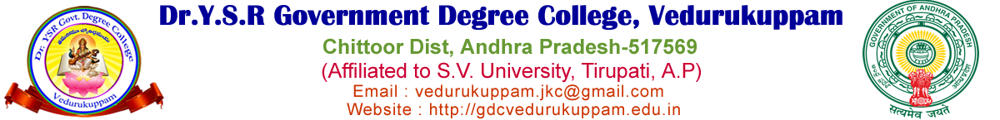 Dr.Y.S.R Government Degree College, Vedurukuppam
Chittoor Dist, Andhra Pradesh-517569
(Affiliated to S.V. University, Tirupati, A.P)
Email : vedurukuppam.jkc@gmail.com
Website : http://gdcvedurukuppam.edu.in
Dr. YSR Govt. Degree College
Vedurukuppam
GOVERNMENT OF ANDHRA PRADESH
सत्यमेव जयते